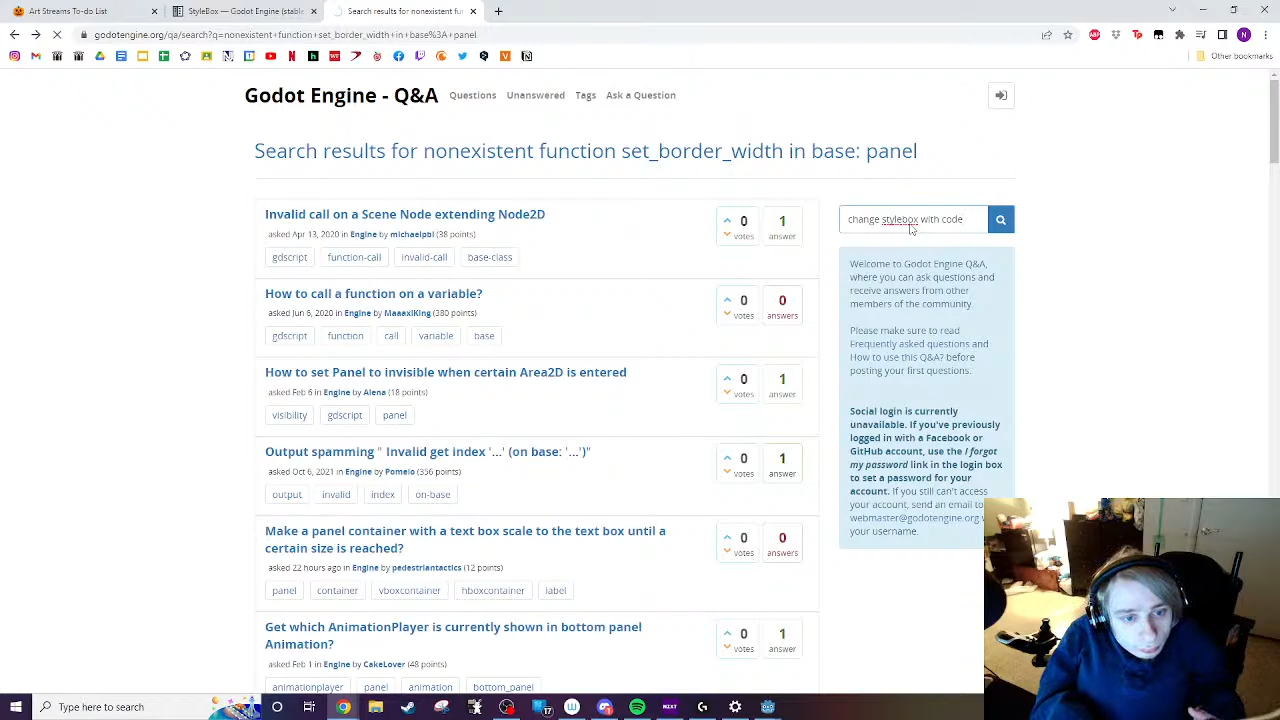 Art Streams To-do List
StyleBox — Godot Engine (stable
Search results for nonexistent fu
godotengine.org/qa/search?q=nonexistent+function+set_border_width+in+base%3A+panel
Other bookmarks
Godot Engine - Q&A
Questions
Unanswered
Tags
Ask a Question
Search results for nonexistent function set_border_width in base: panel
Invalid call on a Scene Node extending Node2D
asked Apr 13, 2020 in Engine by michaelpbl (38 points)
gdscript
function-call
invalid-call
base-class
0
votes
1
answer
How to call a function on a variable?
asked Jun 6, 2020 in Engine by MaaaxiKing (380 points)
gdscript
function
call
variable
base
0
votes
0
answers
How to set Panel to invisible when certain Area2D is entered
asked Feb 6 in Engine by Alena (18 points)
visibility
gdscript
panel
0
votes
1
answer
Output spamming " Invalid get index '...' (on base: '...')"
asked Oct 6, 2021 in Engine by Pomelo (356 points)
output
invalid
index
on-base
0
votes
1
answer
Make a panel container with a text box scale to the text box until a
certain size is reached?
asked 22 hours ago in Engine by pedestriantactics (12 points)
panel
container
vboxcontainer
hboxcontainer
label
0
votes
0
answers
Get which AnimationPlayer is currently shown in bottom panel
Animation?
asked Feb 1 in Engine by CakeLover (48 points)
animationplayer
panel
animation
bottom_panel
0
votes
1
answer
change stylebox with code
Welcome to Godot Engine Q&A,
where you can ask questions and
receive answers from other
members of the community.
Please make sure to read
Frequently asked questions and
How to use this Q&A? before
posting your first questions.
Social login is currently
unavailable. If you've previously
logged in with a Facebook or
GitHub account, use the I forgot
my password link in the login box
to set a password for your
account. If you still can't access
your account, send an email to
webmaster@godotengine.org
your username.
Type here to search